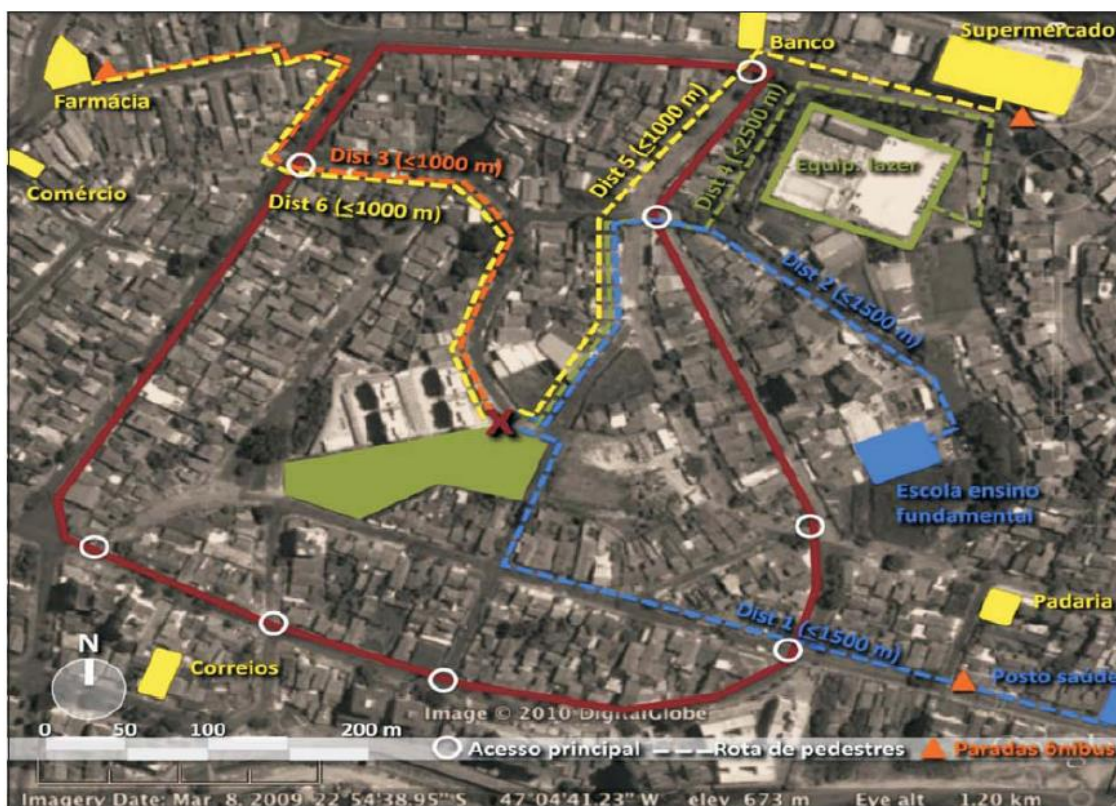 Banco
Supermercado
Farmácia
Comércio
Dist 3 (≤1000 m)
Dist 6 (≤1000 m)
Dist 5 (≤1000 m)
Dist 4 (<2500 m)
Equip. lazer
Dist 2 (≤1500 m)
X
Escola ensino
fundamental
Padaria
Dist 1 (≤1500 m)
Posto saúde
N
Correios
0 50 100 200 m
Image © 2010 DigitalGlobe
Acesso principal Rota de pedestres Paradas ônibus
Imagery Date: Mar 8, 2009 22°54'38.95" S 47°04'41.23" W elev 673 m Eye alt 1.20 km